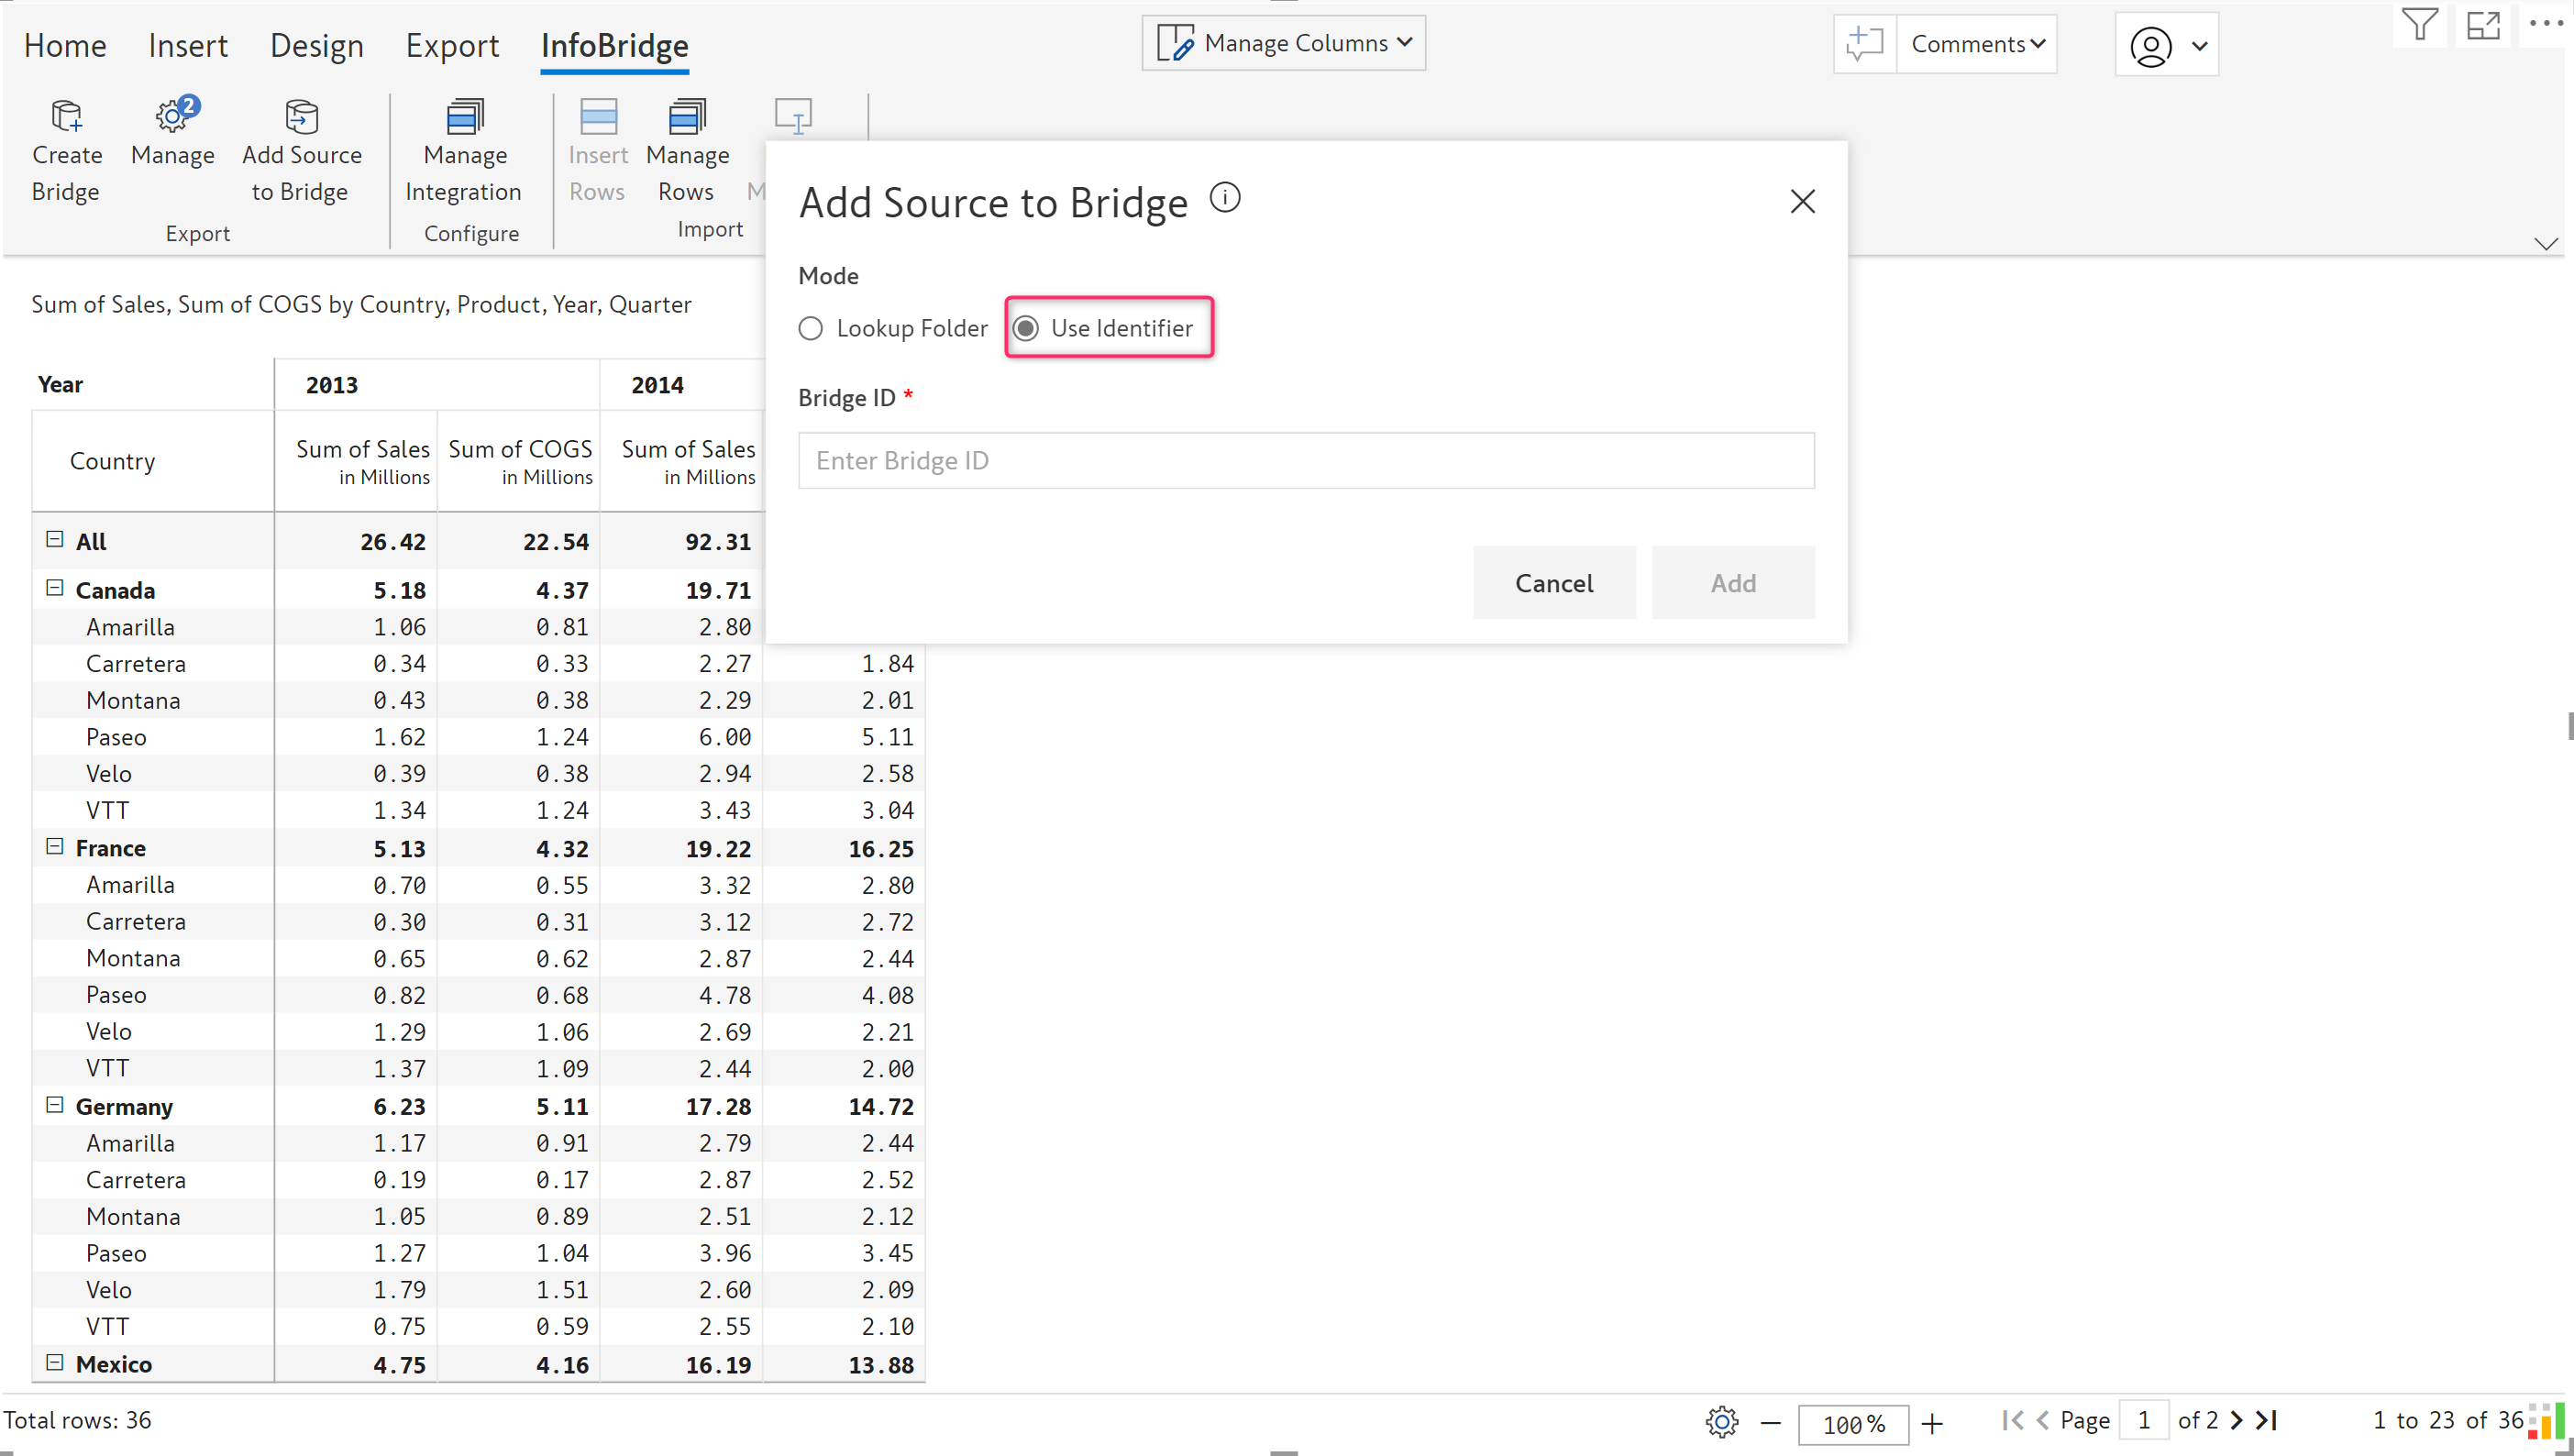 Home Insert Design Export InfoBridge Manage Columns Comments
2
Create Bridge Manage Add Source to Bridge Manage Integration Insert Rows Manage Rows M
Export Configure Import
Add Source to Bridge
Mode
Lookup Folder Use Identifier
Bridge ID *
Enter Bridge ID
Cancel Add
Sum of Sales, Sum of COGS by Country, Product, Year, Quarter
Year 2013 2014
Country Sum of Sales in Millions Sum of COGS in Millions Sum of Sales in Millions
All 26.42 22.54 92.31
Canada 5.18 4.37 19.71
Amarilla 1.06 0.81 2.80
Carretera 0.34 0.33 2.27 1.84
Montana 0.43 0.38 2.29 2.01
Paseo 1.62 1.24 6.00 5.11
Velo 0.39 0.38 2.94 2.58
VTT 1.34 1.24 3.43 3.04
France 5.13 4.32 19.22 16.25
Amarilla 0.70 0.55 3.32 2.80
Carretera 0.30 0.31 3.12 2.72
Montana 0.65 0.62 2.87 2.44
Paseo 0.82 0.68 4.78 4.08
Velo 1.29 1.06 2.69 2.21
VTT 1.37 1.09 2.44 2.00
Germany 6.23 5.11 17.28 14.72
Amarilla 1.17 0.91 2.79 2.44
Carretera 0.19 0.17 2.87 2.52
Montana 1.05 0.89 2.51 2.12
Paseo 1.27 1.04 3.96 3.45
Velo 1.79 1.51 2.60 2.09
VTT 0.75 0.59 2.55 2.10
Mexico 4.75 4.16 16.19 13.88
Total rows: 36 100 % Page 1 of 2 1 to 23 of 36